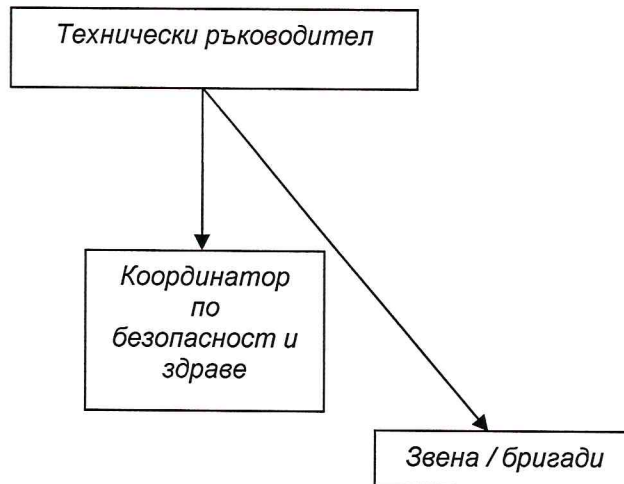 Технически ръководител
Координатор
по
безопасност и
здраве
Звена / бригади